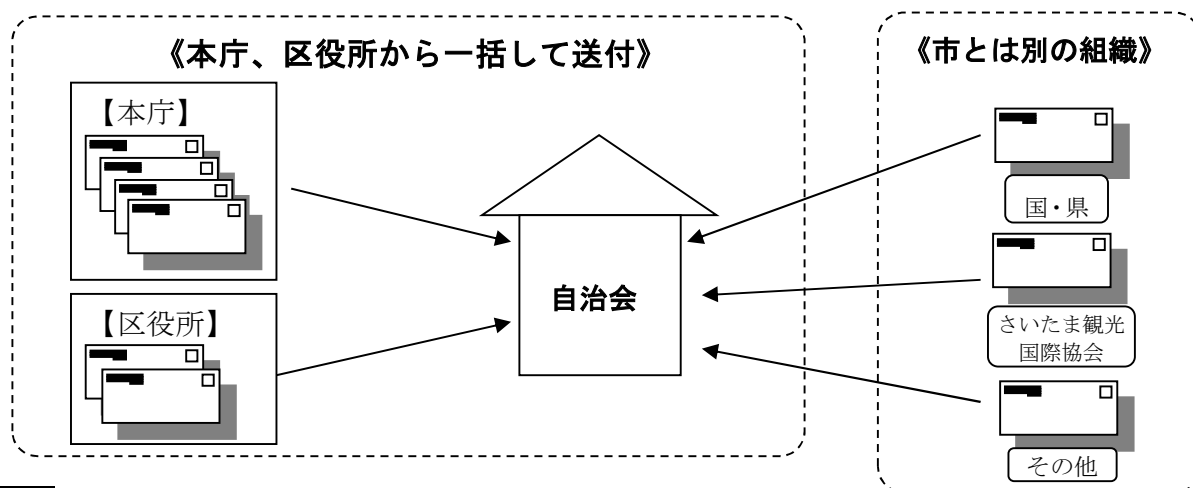 《本庁、区役所から一括して送付》
【本庁】
【区役所】
自治会
《市とは別の組織》
国・県
さいたま観光
国際協会
その他